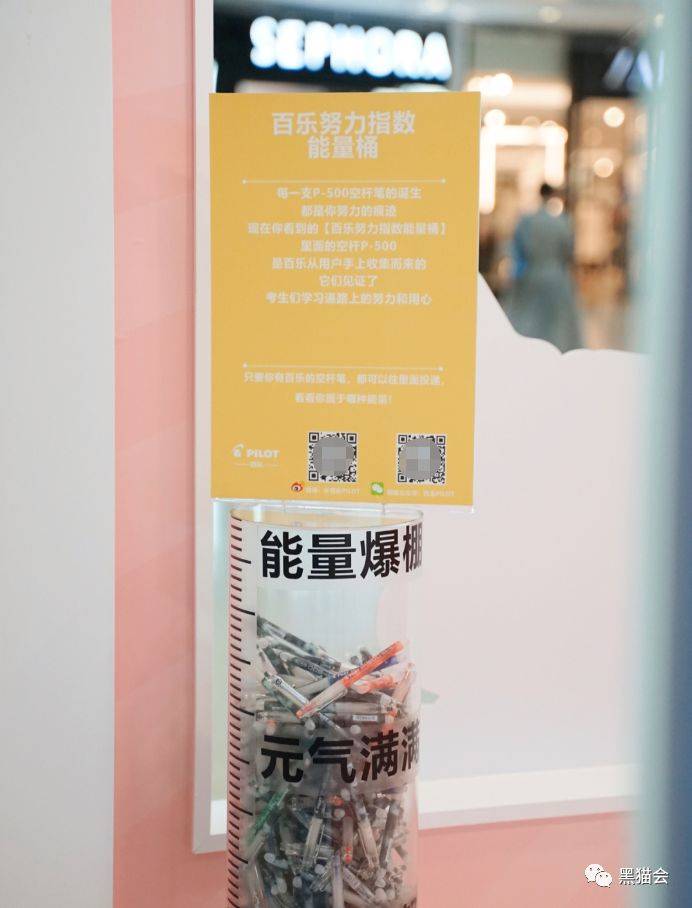 SEPHORA
百乐努力指数
能量桶
每一支P-500空杆笔的诞生
都是你努力的痕迹
现在你看到的【百乐努力指数能量桶】
里面的空杆P-500
是百乐从用户手上收集而来的
它们见证了
考生们学习道路上的努力和用心
只要你有百乐的空杆笔，都可以往里面投递，
看看你属于哪种能量！
PILOT
百乐
能量爆棚
元气满满
黑猫会